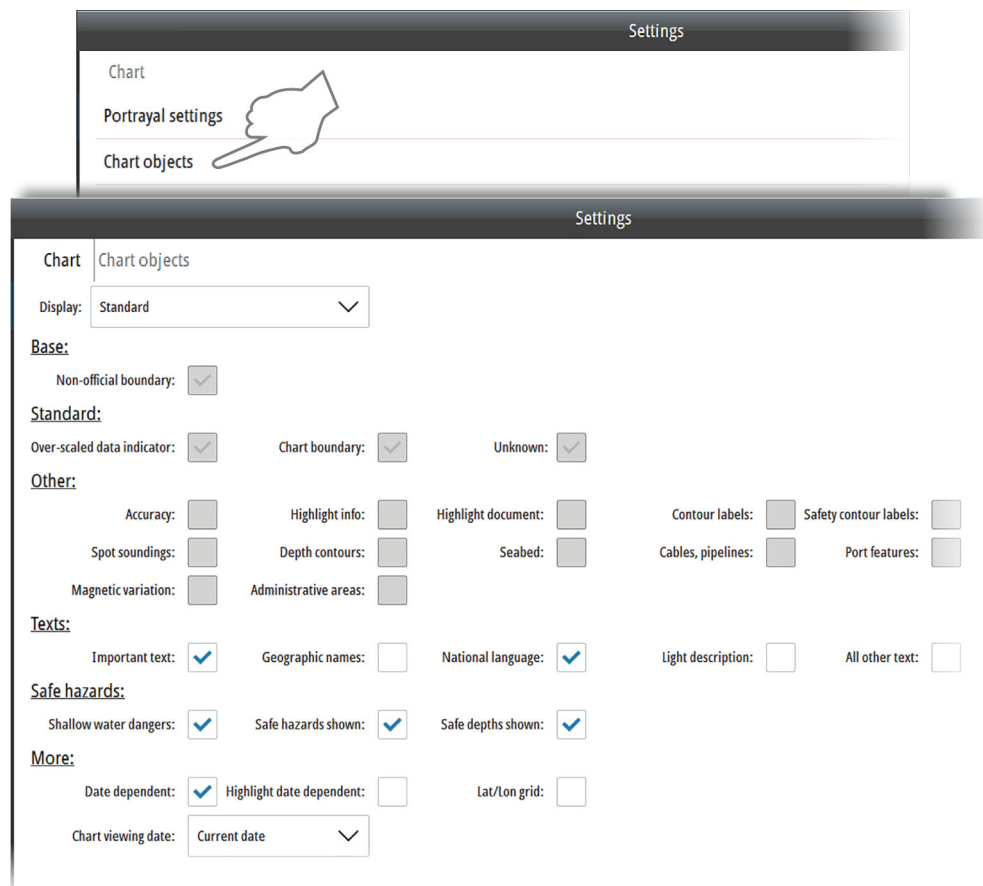 Settings
Chart
Portrayal settings
Chart objects
Settings
Chart Chart objects
Display: Standard
Base:
Non-official boundary:
Standard:
Over-scaled data indicator: Chart boundary: Unknown:
Other:
Accuracy: Highlight info: Highlight document: Contour labels: Safety contour labels:
Spot soundings: Depth contours: Seabed: Cables, pipelines: Port features:
Magnetic variation: Administrative areas:
Texts:
Important text: Geographic names: National language: Light description: All other text:
Safe hazards:
Shallow water dangers: Safe hazards shown: Safe depths shown:
More:
Date dependent: Highlight date dependent: Lat/Lon grid:
Chart viewing date: Current date